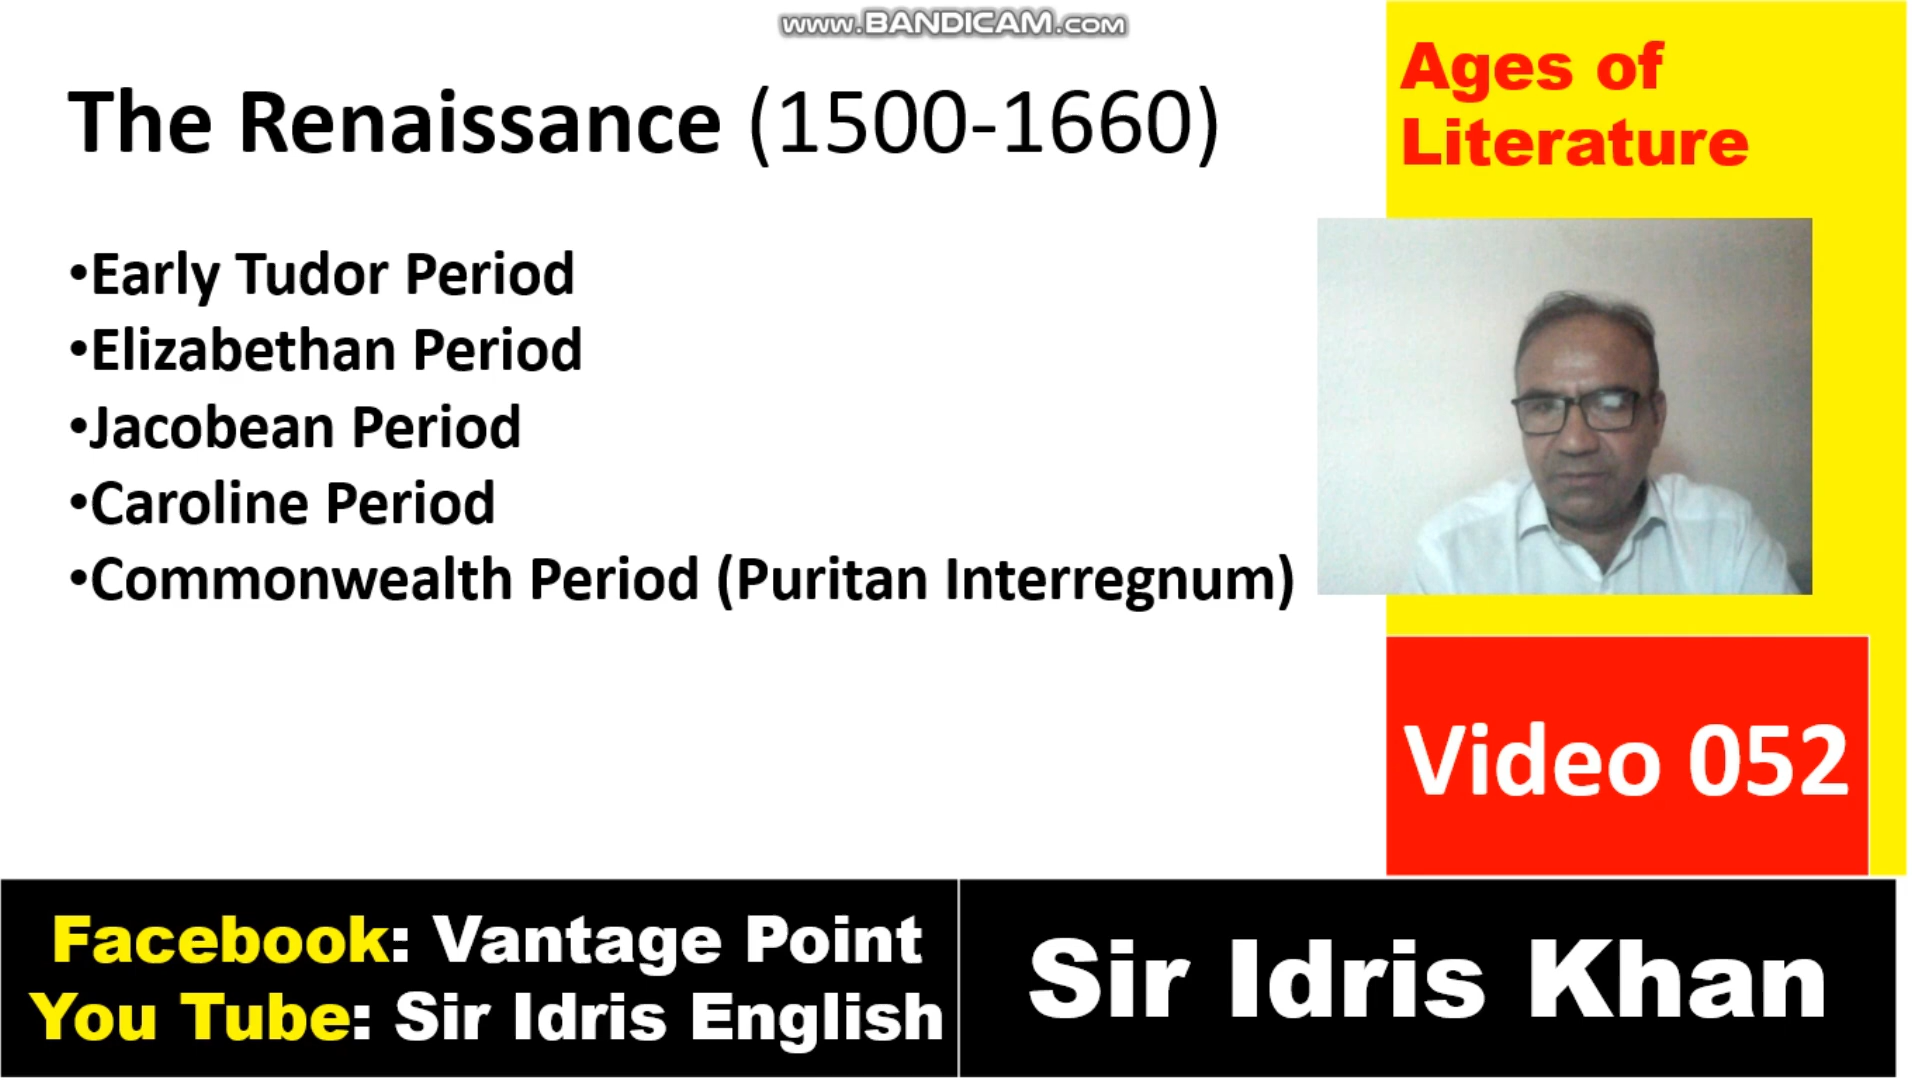 www.BANDICAM.com
The Renaissance (1500-1660)
•Early Tudor Period
•Elizabethan Period
•Jacobean Period
•Caroline Period
•Commonwealth Period (Puritan Interregnum)
Ages of
Literature
Video 052
Facebook: Vantage Point
You Tube: Sir Idris English
Sir Idris Khan